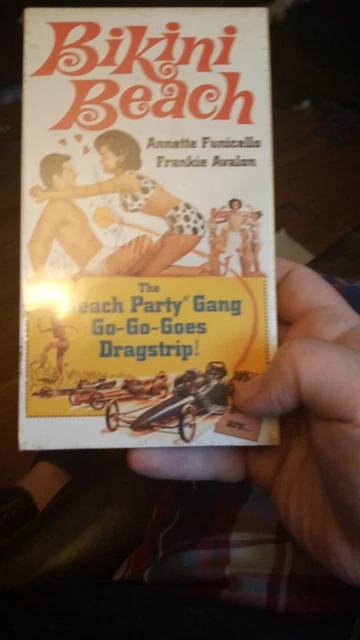 Bikini
Beach
Annette Funicello
Frankie Avalon
The
Beach Party" Gang
Go-Go-Goes
Dragstrip!
are...